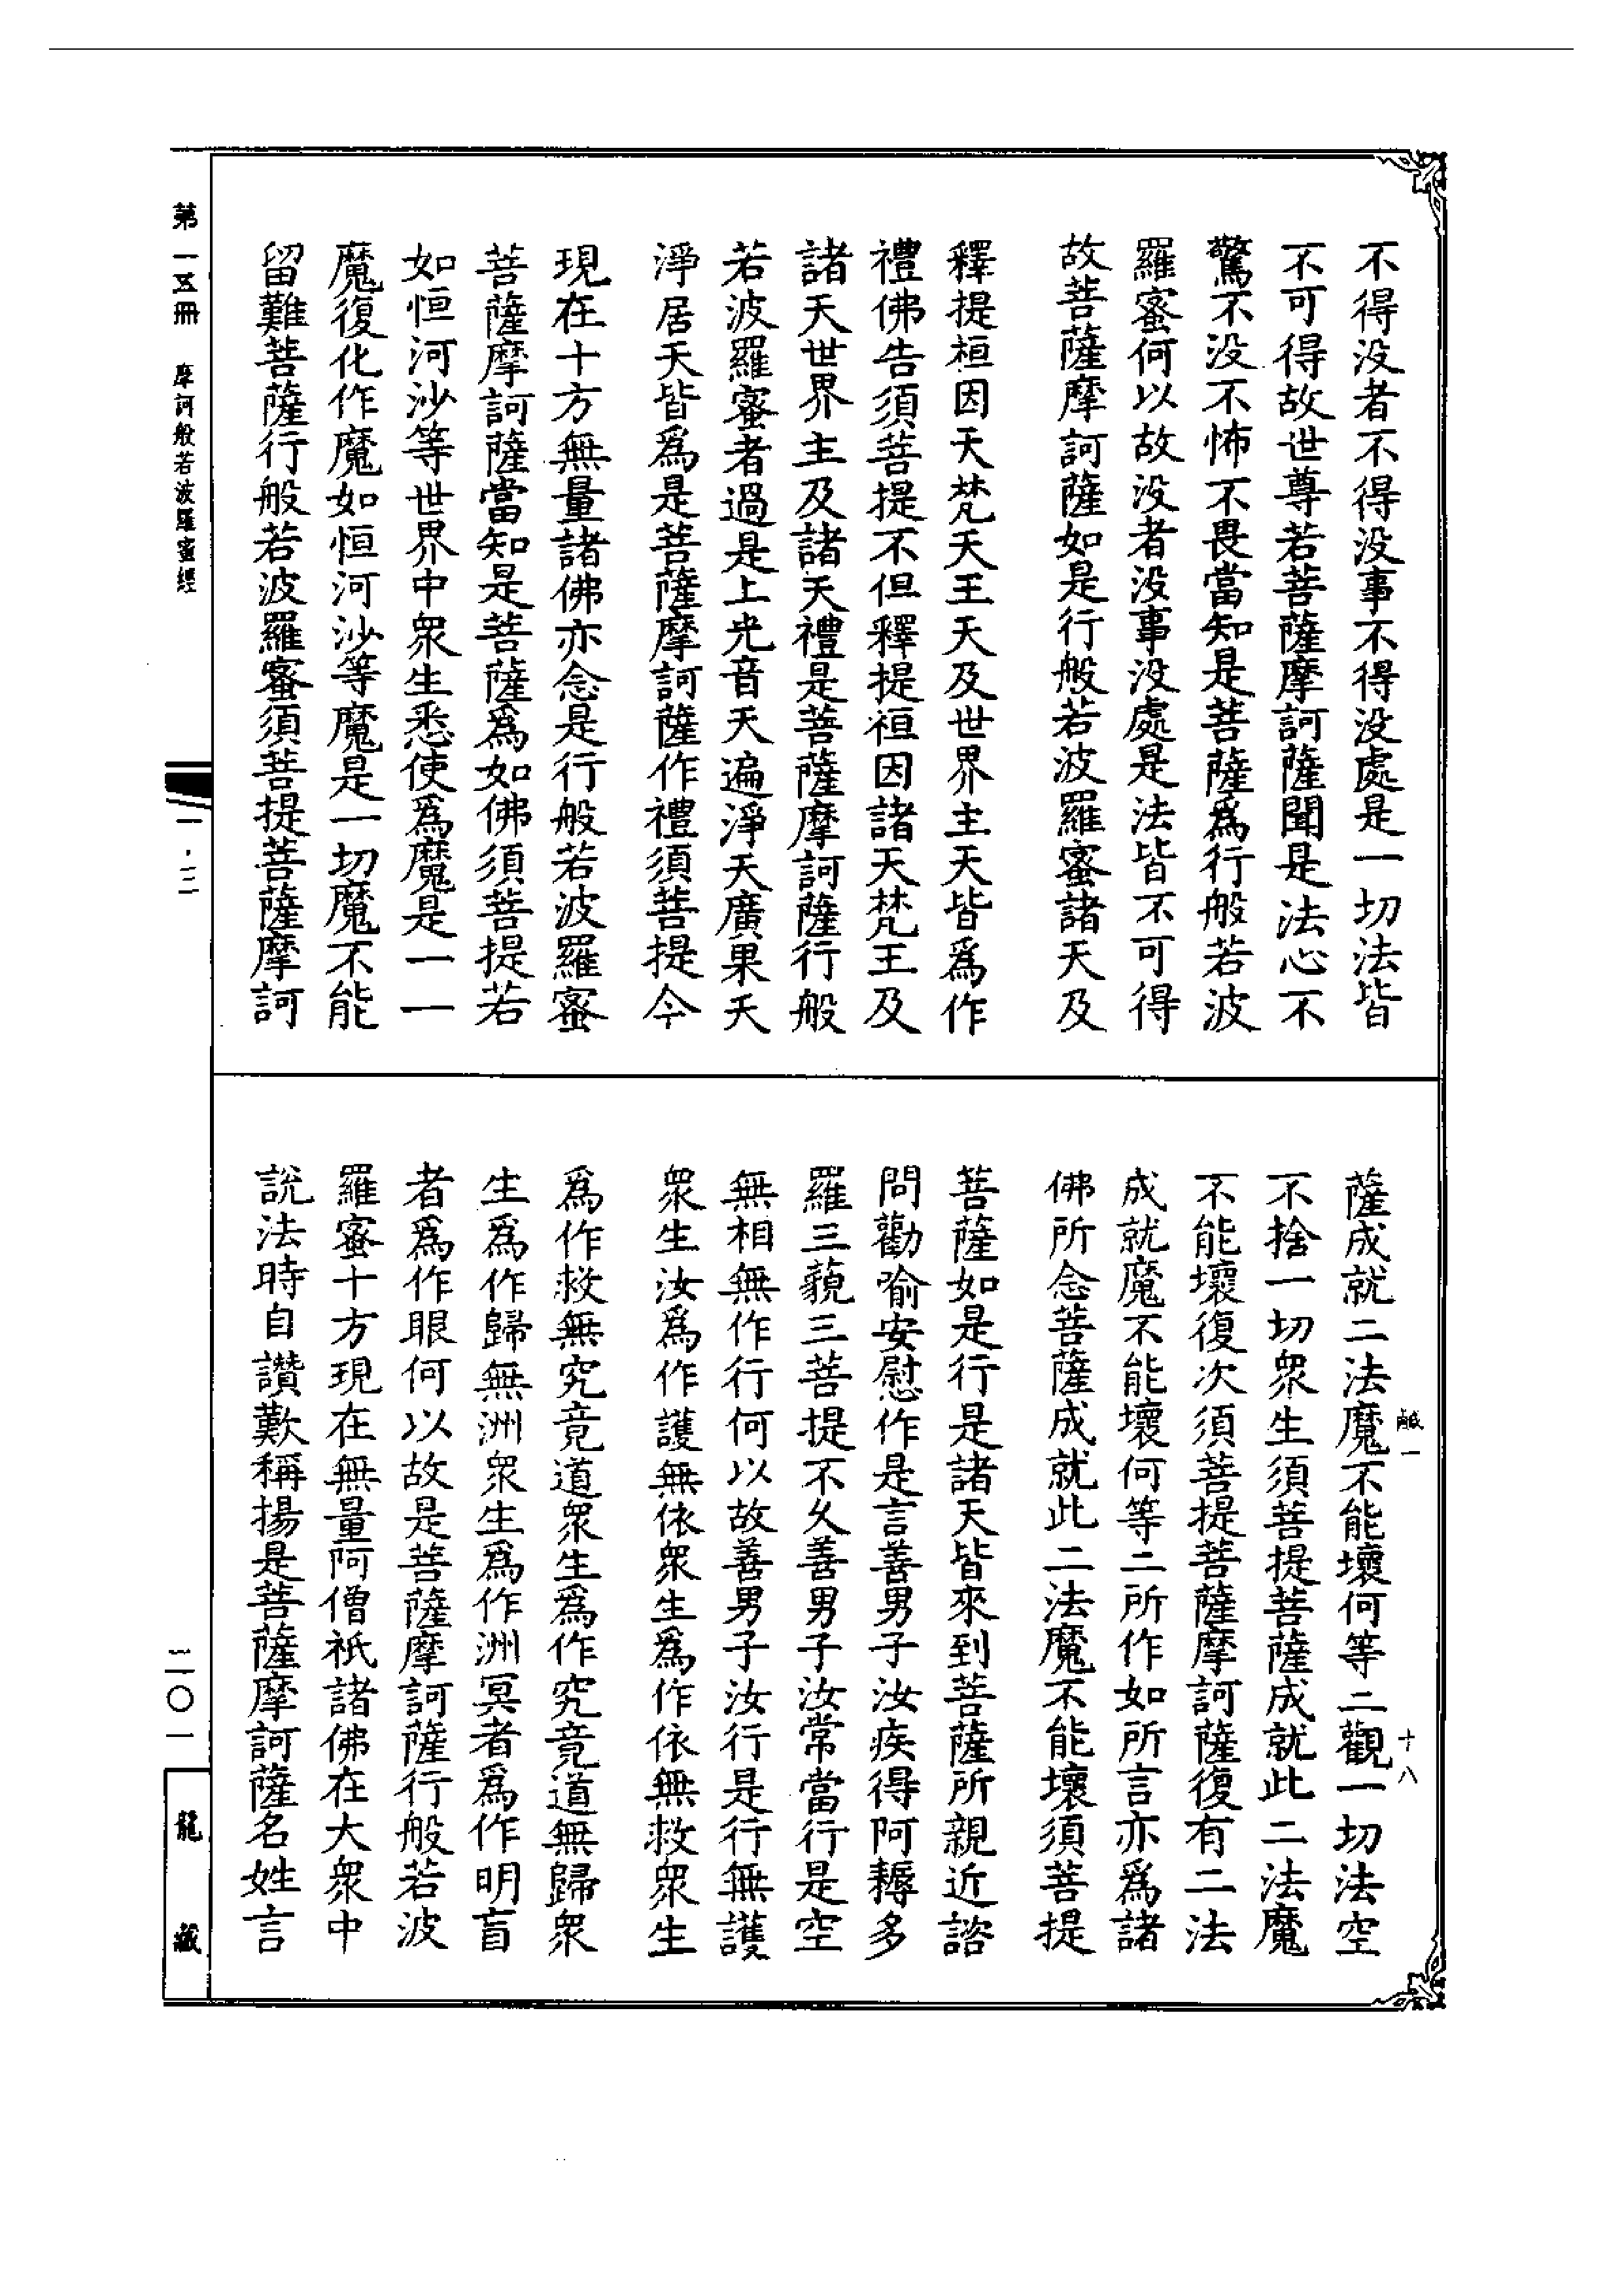 不得没者不得没事不得没處是一切法皆
不可得故世尊若菩薩摩訶薩聞是法心不
驚不没不怖不畏當知是菩薩爲行般若波
羅蜜何以故没者没事没處是法皆不可得
故菩薩摩訶薩如是行般若波羅蜜諸天及
釋提桓因天梵天王天及世界主天皆爲作
禮佛告須菩提不但釋提桓因諸天梵王及
諸天世界主及諸天禮是菩薩摩訶薩行般
若波羅蜜者過是上光音天遍淨天廣果天
淨居天皆爲是菩薩摩訶薩作禮須菩提今
現在十方無量諸佛亦念是行般若波羅蜜
菩薩摩訶薩當知是菩薩爲如佛須菩提若
如恒河沙等世界中衆生悉使爲魔是一一
魔復化作魔如恒河沙等魔是一切魔不能
留難菩薩行般若波羅蜜須菩提菩薩摩訶
薩成就二法魔不能壞何等二觀一切法空
不捨一切衆生須菩提菩薩成就此二法魔
不能壞復次須菩提菩薩摩訶薩復有二法
成就魔不能壞何等二所作如所言亦爲諸
佛所念菩薩成就此二法魔不能壞須菩提
菩薩如是行是諸天皆來到菩薩所親近諮
問勸喻安慰作是言善男子汝疾得阿耨多
羅三藐三菩提不久善男子汝常當行是空
無相無作行何以故善男子汝行是行無護
衆生汝爲作護無依衆生爲作依無救衆生
爲作救無究竟道衆生爲作究竟道無歸衆
生爲作歸無洲衆生爲作洲冥者爲作明盲
者爲作眼何以故是菩薩摩訶薩行般若波
羅蜜十方現在無量阿僧祇諸佛在大衆中
說法時自讚歎稱揚是菩薩摩訶薩名姓言
鹹一
十八
第一五冊
摩訶般若波羅蜜經
一·三
二〇一
龍藏